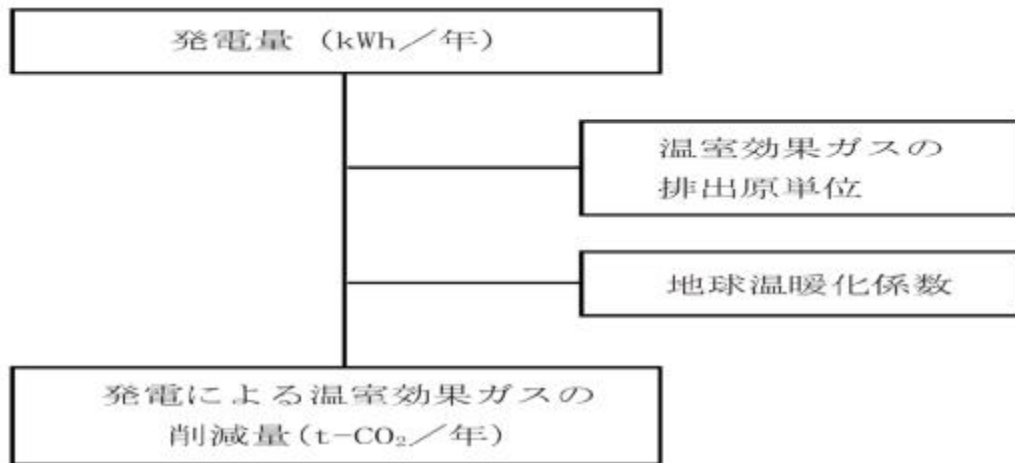 発電量 (kWh／年)
温室効果ガスの
排出原単位
地球温暖化係数
発電による温室効果ガスの
削減量(t-CO₂／年)